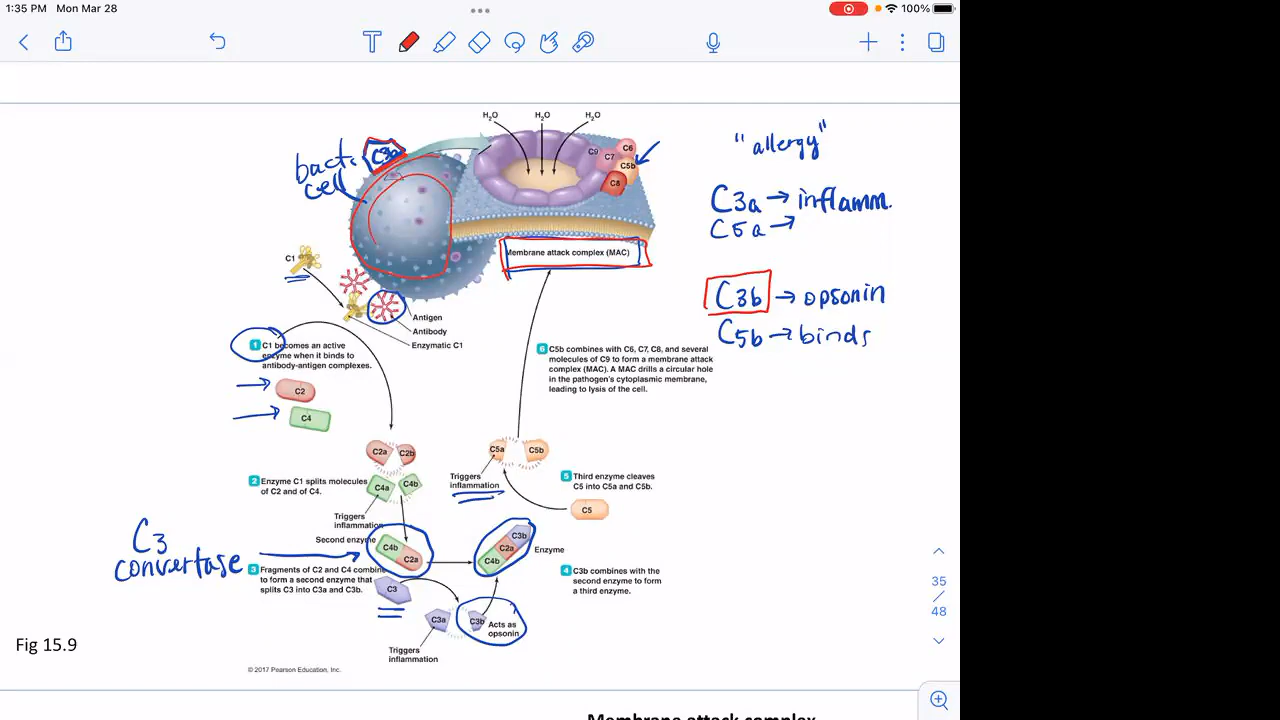 1:35 PM Mon Mar 28
100%
T
H₂O
H₂O
H₂O
"allergy"
C3a
bact.
cell
C9
C7
C6
C5b
C8
C3a → inflamm.
C5a →
Membrane attack complex (MAC)
C1
C3b → opsonin
C5b → binds
Antigen
Antibody
Enzymatic C1
1 C1 becomes an active
enzyme when it binds to
antibody-antigen complexes.
6 C5b combines with C6, C7, C8, and several
molecules of C9 to form a membrane attack
complex (MAC). A MAC drills a circular hole
in the pathogen's cytoplasmic membrane,
leading to lysis of the cell.
C2
C4
C2a
C2b
C5a
C5b
2 Enzyme C1 splits molecules
of C2 and of C4.
C4a
C4b
Triggers
inflammation
5 Third enzyme cleaves
C5 into C5a and C5b.
C5
Triggers
inflammation
Second enzyme
C3
convertase
C4b
C2a
C3b
C2a
C4b
Enzyme
3 Fragments of C2 and C4 combine
to form a second enzyme that
splits C3 into C3a and C3b.
4 C3b combines with the
second enzyme to form
a third enzyme.
C3
C3a
C3b
Acts as
opsonin
Triggers
inflammation
35
/
48
Fig 15.9
© 2017 Pearson Education, Inc.
Membrane attack complex